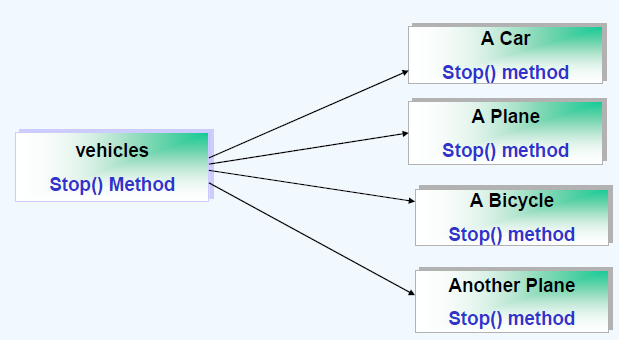 vehicles
Stop() Method
A Car
Stop() method
A Plane
Stop() method
A Bicycle
Stop() method
Another Plane
Stop() method